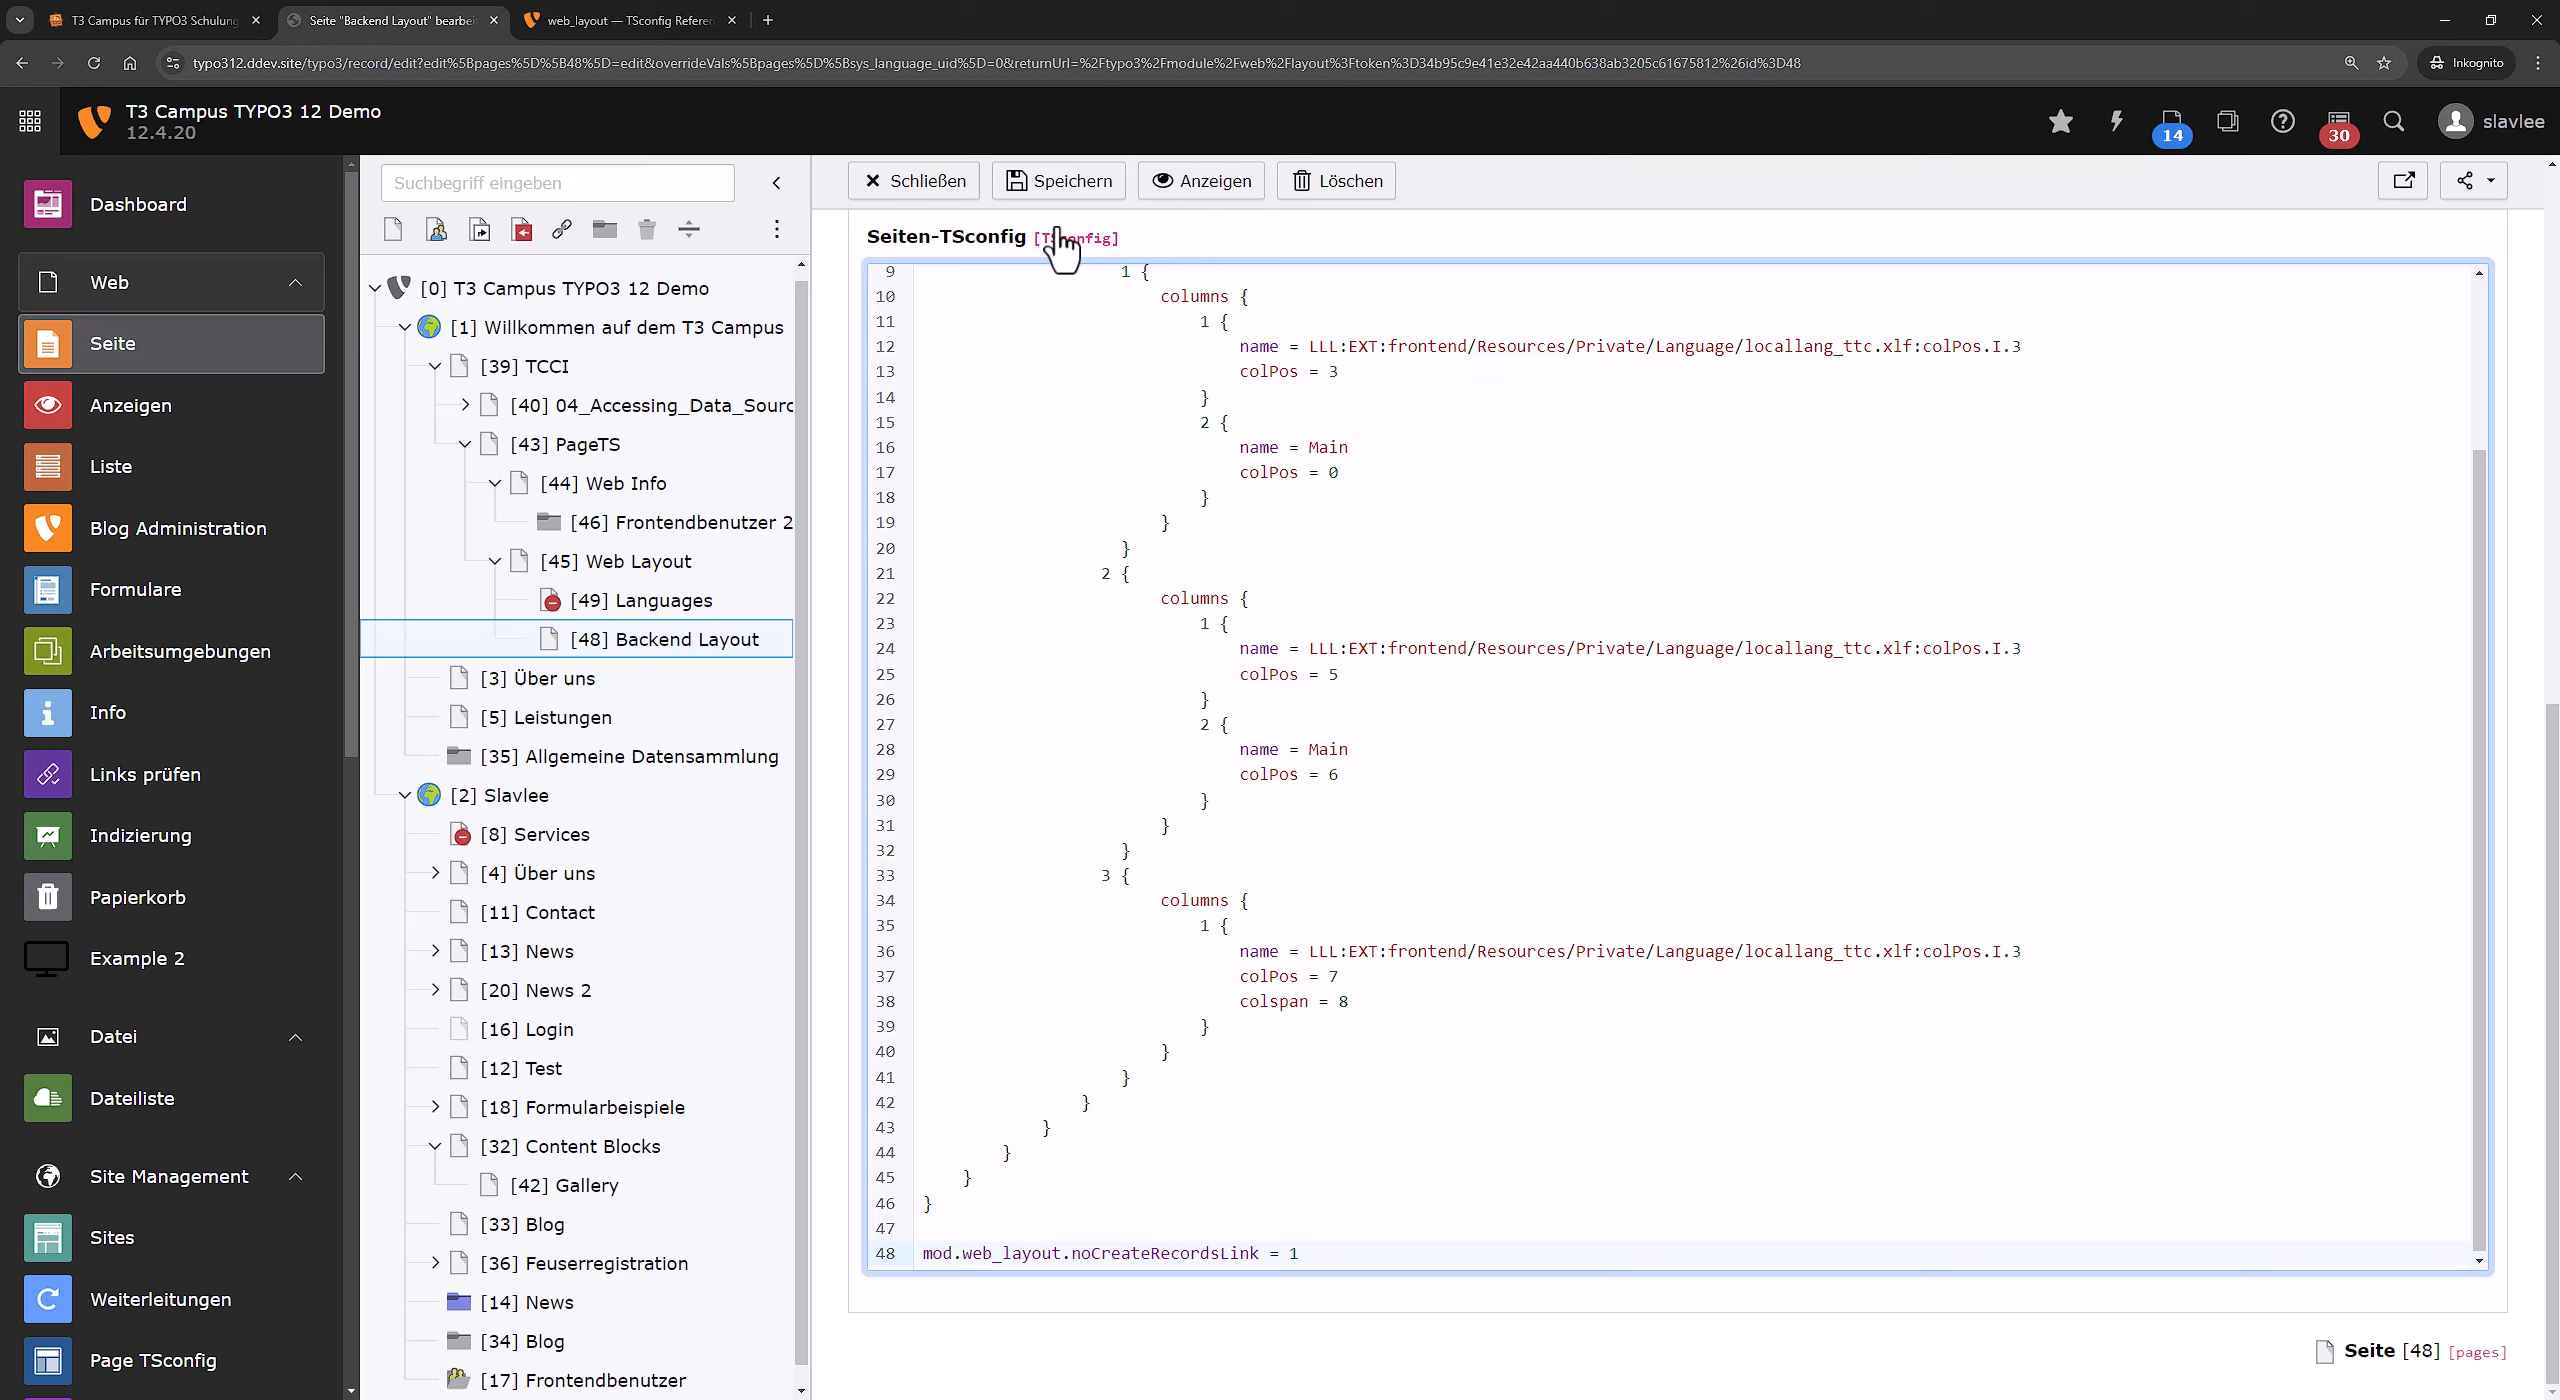 T3 Campus für TYPO3 Schulung
Seite "Backend Layout" bearbei
web_layout — TSconfig Referen
typo312.ddev.site/typo3/record/edit?edit%5Bpages%5D%5B48%5D=edit&overrideVals%5Bpages%5D%5Bsys_language_uid%5D=0&returnUrl=%2Ftypo3%2Fmodule%2Fweb%2Flayout%3Ftoken%3D34b95c9e41e32e42aa440b638ab3205c61675812%26id%3D48
Inkognito
T3 Campus TYPO3 12 Demo
12.4.20
14
30
slavlee
Dashboard
Web
Seite
Anzeigen
Liste
Blog Administration
Formulare
Arbeitsumgebungen
Info
Links prüfen
Indizierung
Papierkorb
Example 2
Datei
Dateiliste
Site Management
Sites
Weiterleitungen
Page TSconfig
Suchbegriff eingeben
[0] T3 Campus TYPO3 12 Demo
[1] Willkommen auf dem T3 Campus
[39] TCCI
[40] 04_Accessing_Data_Sourc
[43] PageTS
[44] Web Info
[46] Frontendbenutzer 2
[45] Web Layout
[49] Languages
[48] Backend Layout
[3] Über uns
[5] Leistungen
[35] Allgemeine Datensammlung
[2] Slavlee
[8] Services
[4] Über uns
[11] Contact
[13] News
[20] News 2
[16] Login
[12] Test
[18] Formularbeispiele
[32] Content Blocks
[42] Gallery
[33] Blog
[36] Feuserregistration
[14] News
[34] Blog
[17] Frontendbenutzer
Schließen
Speichern
Anzeigen
Löschen
Seiten-TSconfig [TSconfig]
9 1 {
10 columns {
11 1 {
12 name = LLL:EXT:frontend/Resources/Private/Language/locallang_ttc.xlf:colPos.I.3
13 colPos = 3
14 }
15 2 {
16 name = Main
17 colPos = 0
18 }
19 }
20 }
21 2 {
22 columns {
23 1 {
24 name = LLL:EXT:frontend/Resources/Private/Language/locallang_ttc.xlf:colPos.I.3
25 colPos = 5
26 }
27 2 {
28 name = Main
29 colPos = 6
30 }
31 }
32 }
33 3 {
34 columns {
35 1 {
36 name = LLL:EXT:frontend/Resources/Private/Language/locallang_ttc.xlf:colPos.I.3
37 colPos = 7
38 colspan = 8
39 }
40 }
41 }
42 }
43 }
44 }
45 }
46 }
47
48 mod.web_layout.noCreateRecordsLink = 1
Seite [48] [pages]